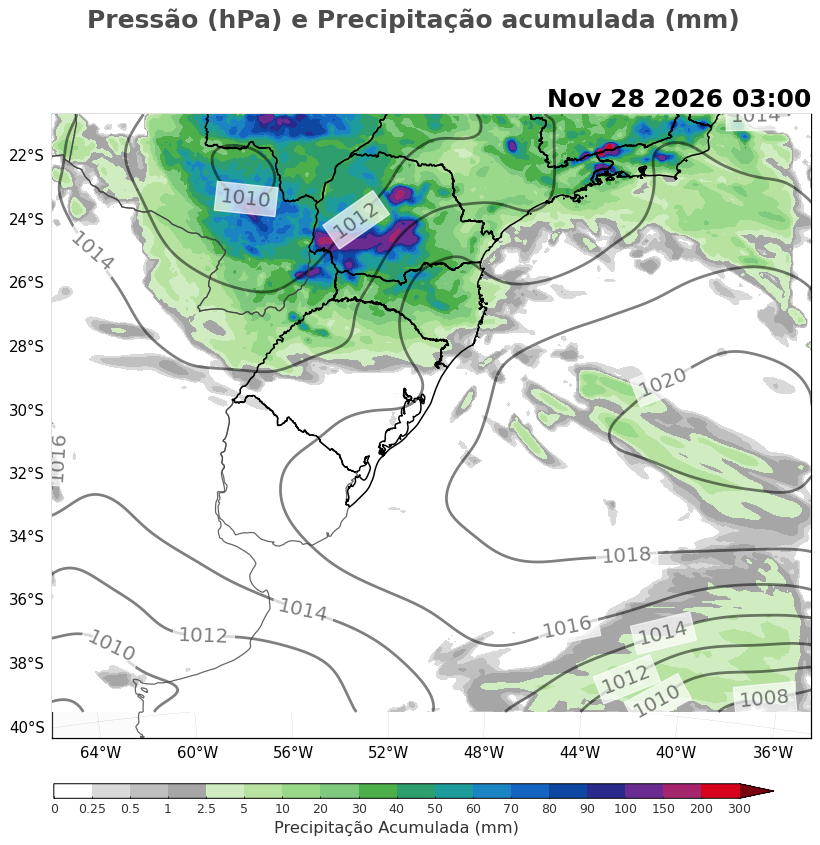 Pressão (hPa) e Precipitação acumulada (mm)
Nov 28 2026 03:00
1014
22°S
1010
1012
24°S
1014
26°S
28°S
1020
30°S
1016
32°S
34°S
1018
36°S
1014
1016
1014
1012
1010
38°S
1012
1010
1008
40°S
64°W 60°W 56°W 52°W 48°W 44°W 40°W 36°W
0 0.25 0.5 1 2.5 5 10 20 30 40 50 60 70 80 90 100 150 200 300
Precipitação Acumulada (mm)